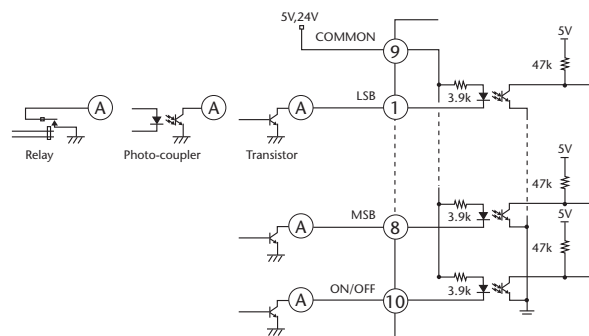 5V,24V
COMMON
9
5V
47k
3.9k
LSB
A
1
A
A
A
Relay
Photo-coupler
Transistor
5V
47k
3.9k
MSB
A
8
5V
47k
3.9k
ON/OFF
A
10